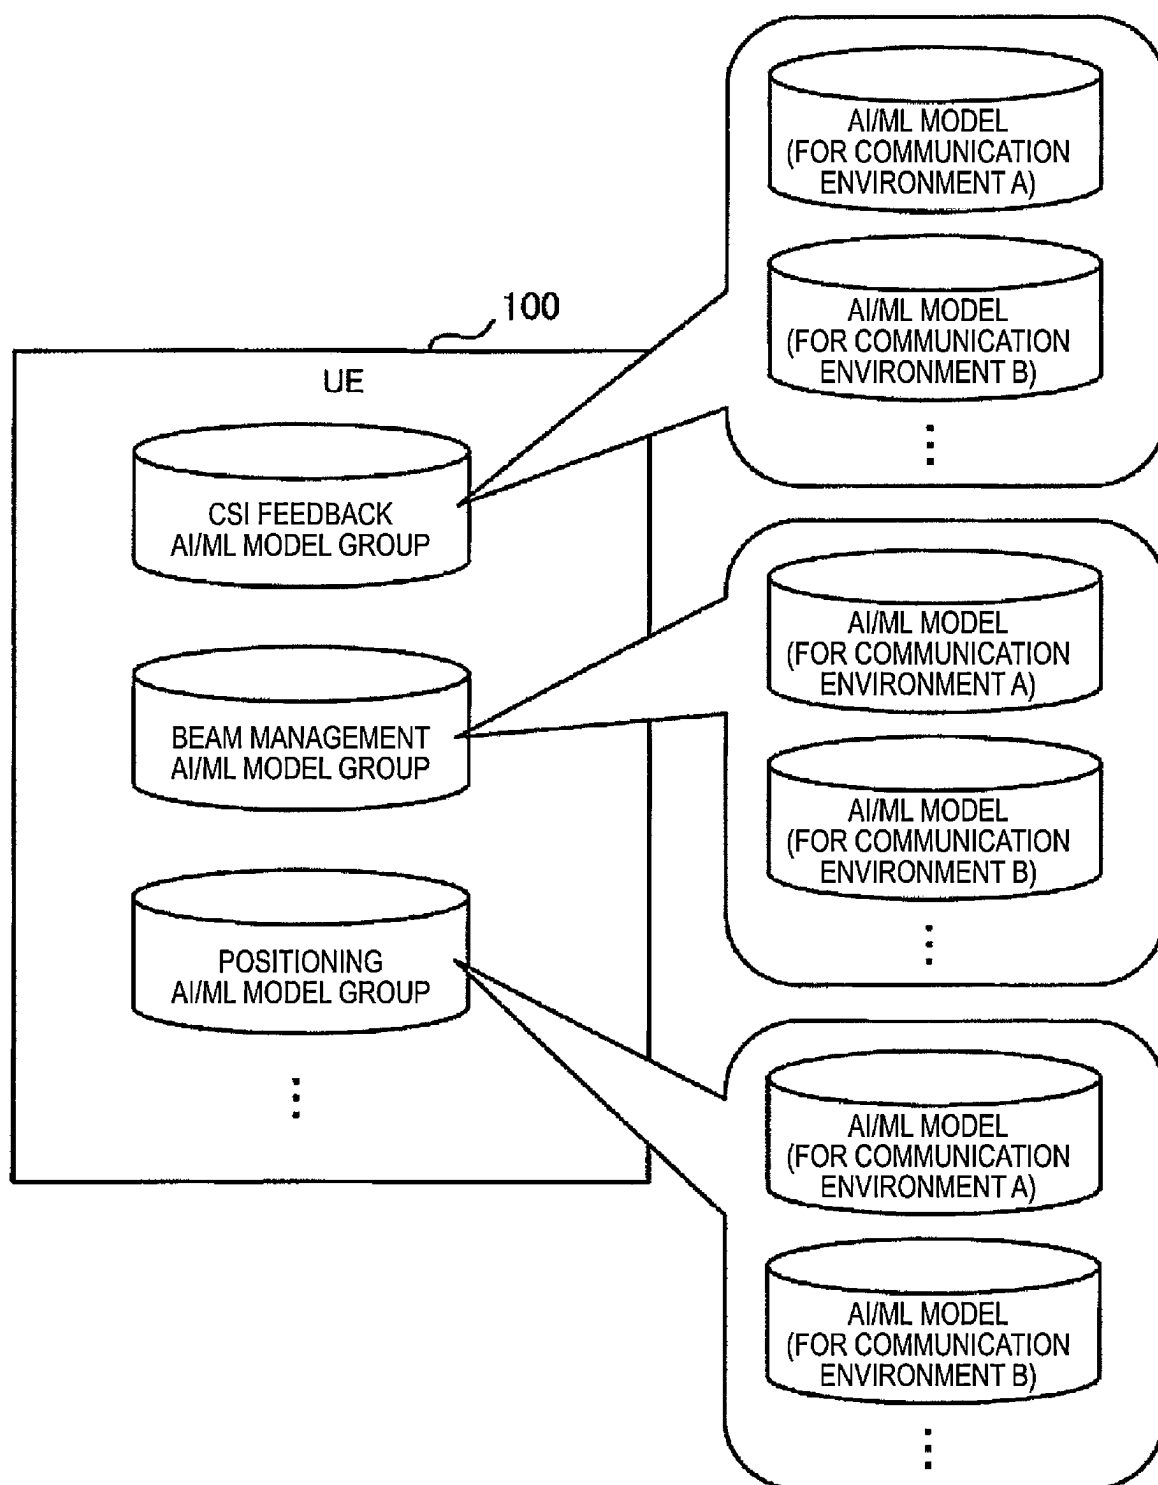 100
UE
CSI FEEDBACK
AI/ML MODEL GROUP
BEAM MANAGEMENT
AI/ML MODEL GROUP
POSITIONING
AI/ML MODEL GROUP
AI/ML MODEL
(FOR COMMUNICATION
ENVIRONMENT A)
AI/ML MODEL
(FOR COMMUNICATION
ENVIRONMENT B)
AI/ML MODEL
(FOR COMMUNICATION
ENVIRONMENT A)
AI/ML MODEL
(FOR COMMUNICATION
ENVIRONMENT B)
AI/ML MODEL
(FOR COMMUNICATION
ENVIRONMENT A)
AI/ML MODEL
(FOR COMMUNICATION
ENVIRONMENT B)